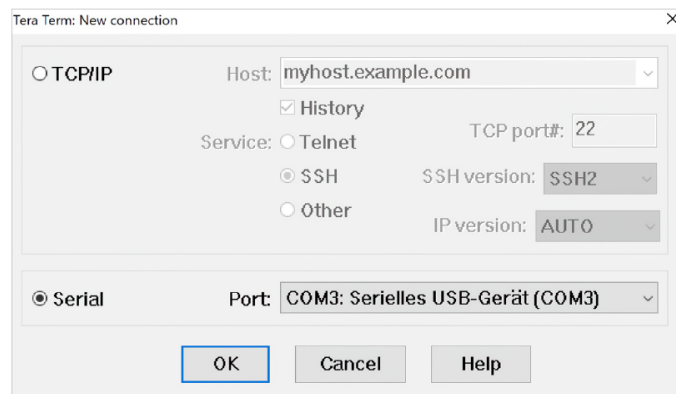 Tera Term: New connection
TCP/IP
Host: myhost.example.com
History
Service: Telnet
TCP port#: 22
SSH
SSH version: SSH2
Other
IP version: AUTO
Serial
Port: COM3: Serielles USB-Gerät (COM3)
OK
Cancel
Help